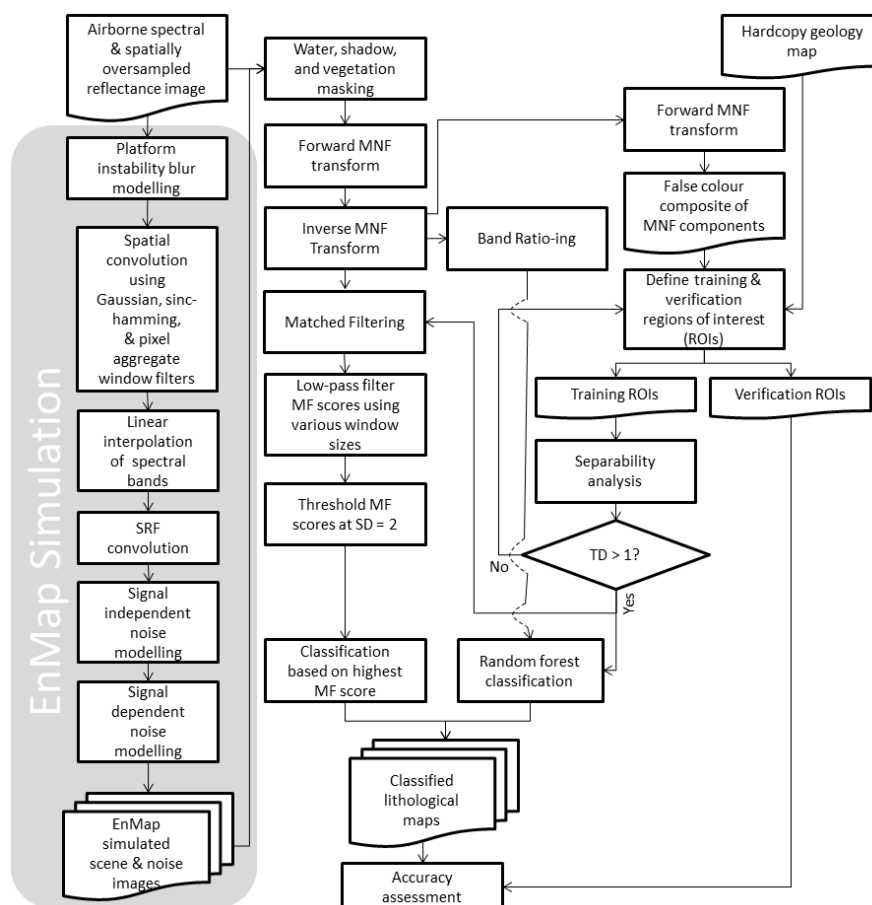 Airborne spectral
& spatially
oversampled
reflectance image
Platform
instability blur
modelling
Spatial
convolution
using
Gaussian, sinc-
hamming,
& pixel
aggregate
window filters
Linear
interpolation
of spectral
bands
SRF
convolution
Signal
independent
noise
modelling
Signal
dependent
noise
modelling
EnMap
simulated
scene & noise
images
EnMap Simulation
Water, shadow,
and vegetation
masking
Forward MNF
transform
Inverse MNF
Transform
Matched Filtering
Low-pass filter
MF scores using
various window
sizes
Threshold MF
scores at SD = 2
Classification
based on highest
MF score
Band Ratio-ing
Hardcopy geology
map
Forward MNF
transform
False colour
composite of
MNF components
Define training &
verification
regions of interest
(ROIs)
Training ROIs
Verification ROIs
Separability
analysis
TD > 1?
No
Yes
Random forest
classification
Classified
lithological
maps
Accuracy
assessment